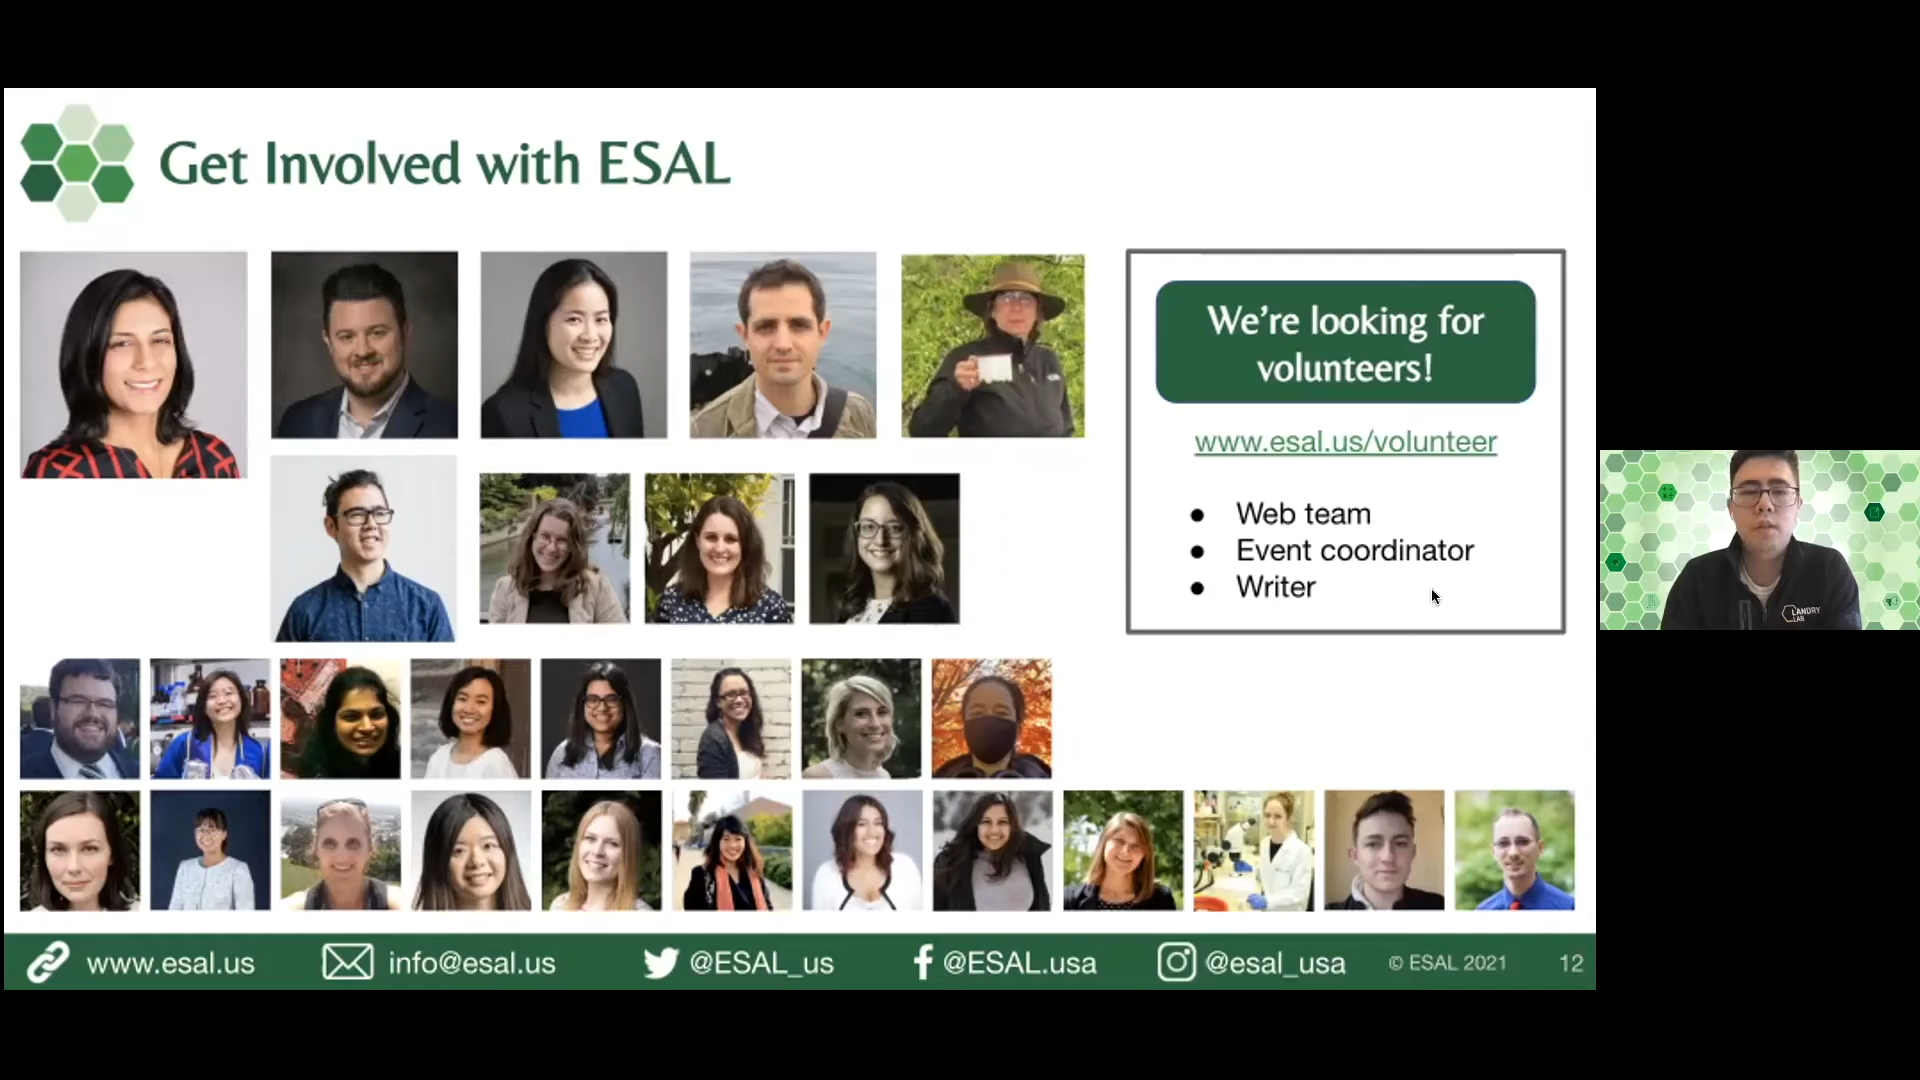 Get Involved with ESAL
We're looking for
volunteers!
www.esal.us/volunteer
● Web team
● Event coordinator
● Writer
LANDRY
LAB
www.esal.us
info@esal.us
@ESAL_us
@ESAL.usa
@esal_usa
© ESAL 2021
12